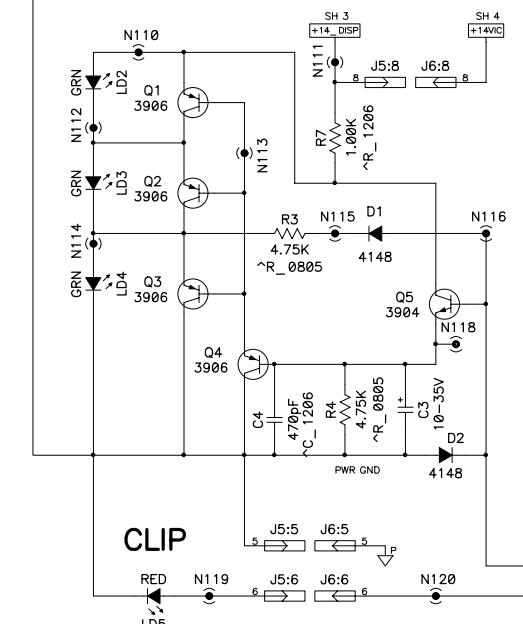 SH 3
SH 4
+14_DISP
+14VIC
N110
N111
J5:8
J6:8
8
8
GRN
LD2
Q1
3906
N112
N113
R7
1.00K
^R_1206
GRN
LD3
Q2
3906
R3
4.75K
^R_0805
N115
D1
4148
N116
N114
GRN
LD4
Q3
3906
Q5
3904
N118
Q4
3906
C4
470pF
^C_1206
R4
4.75K
^R_0805
+
C3
10-35V
D2
4148
PWR GND
CLIP
J5:5
J6:5
5
5
P
RED
N119
J5:6
J6:6
N120
6
6
LD5